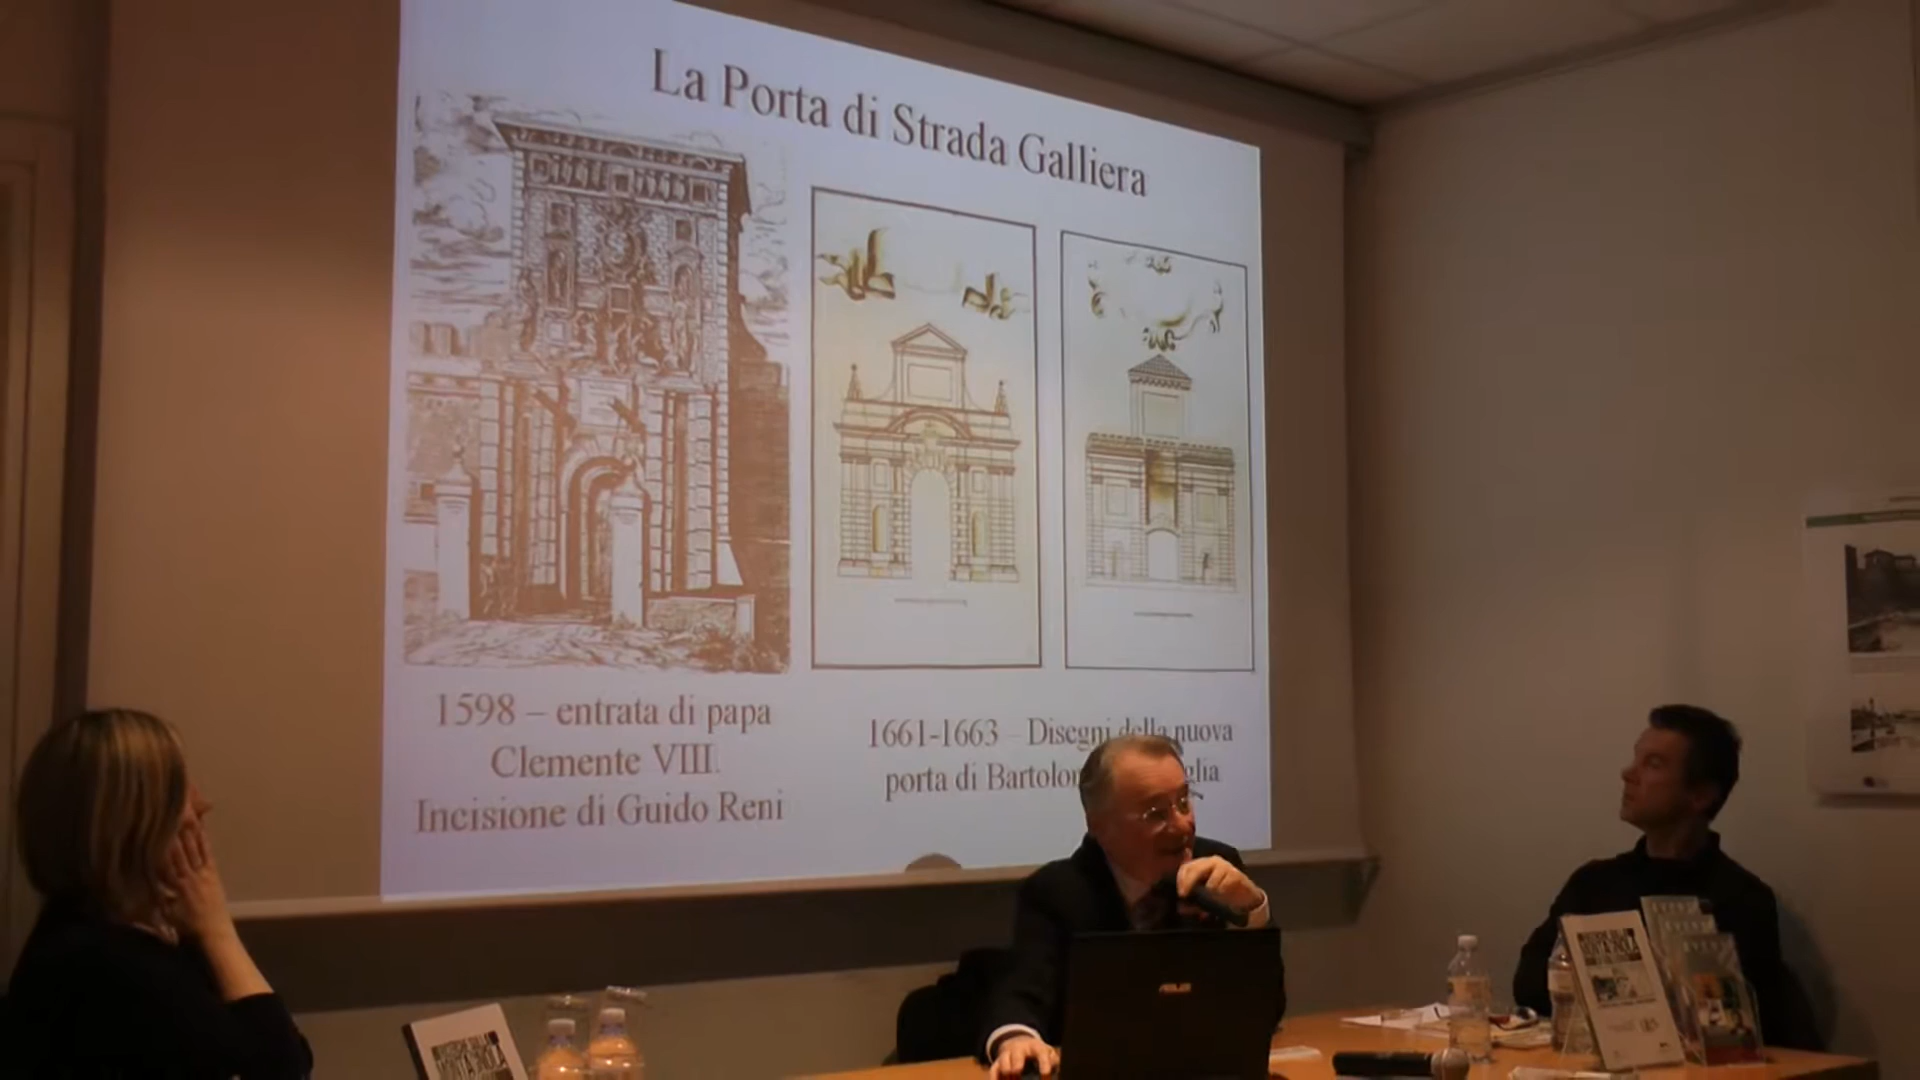 La Porta di Strada Galliera
1598 – entrata di papa
Clemente VIII.
Incisione di Guido Reni
1661-1663 – Disegni della nuova
porta di
ASUS